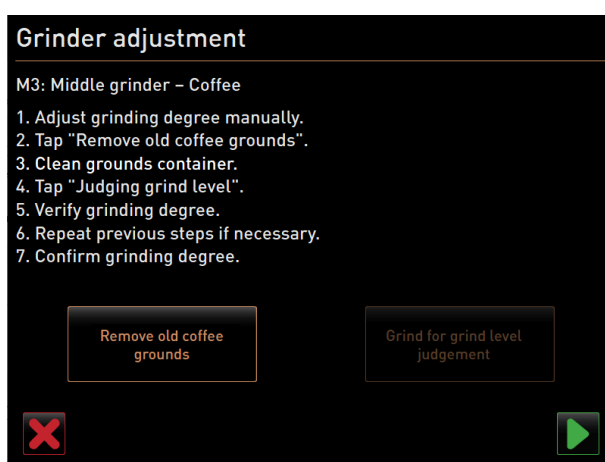 Grinder adjustment
M3: Middle grinder – Coffee
1. Adjust grinding degree manually.
2. Tap "Remove old coffee grounds".
3. Clean grounds container.
4. Tap "Judging grind level".
5. Verify grinding degree.
6. Repeat previous steps if necessary.
7. Confirm grinding degree.
Remove old coffee
grounds
Grind for grind level
judgement